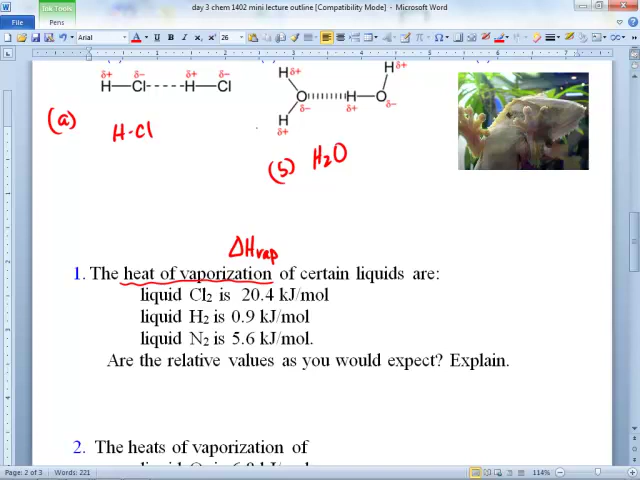 Ink Tools
day 3 chem 1402 mini lecture outline [Compatibility Mode] - Microsoft Word
File
Pens
Arial
26
δ+ δ− δ+ δ−
H—Cl----H—Cl
H δ+
H δ+
O H—O
δ− δ+ δ−
H
δ+
(a)
H-Cl
(5) H2O
ΔHvap
1. The heat of vaporization of certain liquids are:
liquid Cl2 is 20.4 kJ/mol
liquid H2 is 0.9 kJ/mol
liquid N2 is 5.6 kJ/mol.
Are the relative values as you would expect? Explain.
2. The heats of vaporization of
Page: 2 of 3 Words: 221
114%